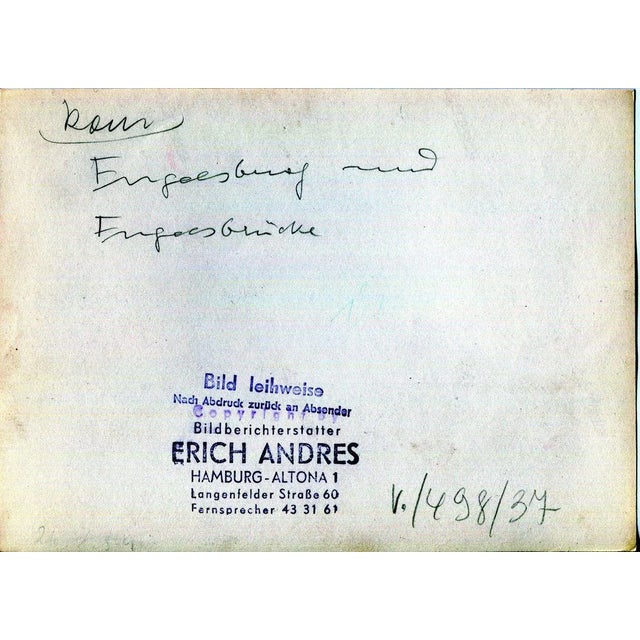 Rom
Engelsburg und
Engelsbrücke
Bild leihweise
Nach Abdruck zurück an Absender
Copyright by
Bildberichterstatter
ERICH ANDRES
HAMBURG-ALTONA 1
Langenfelder Straße 60
Fernsprecher 43 31 61
V./498/37